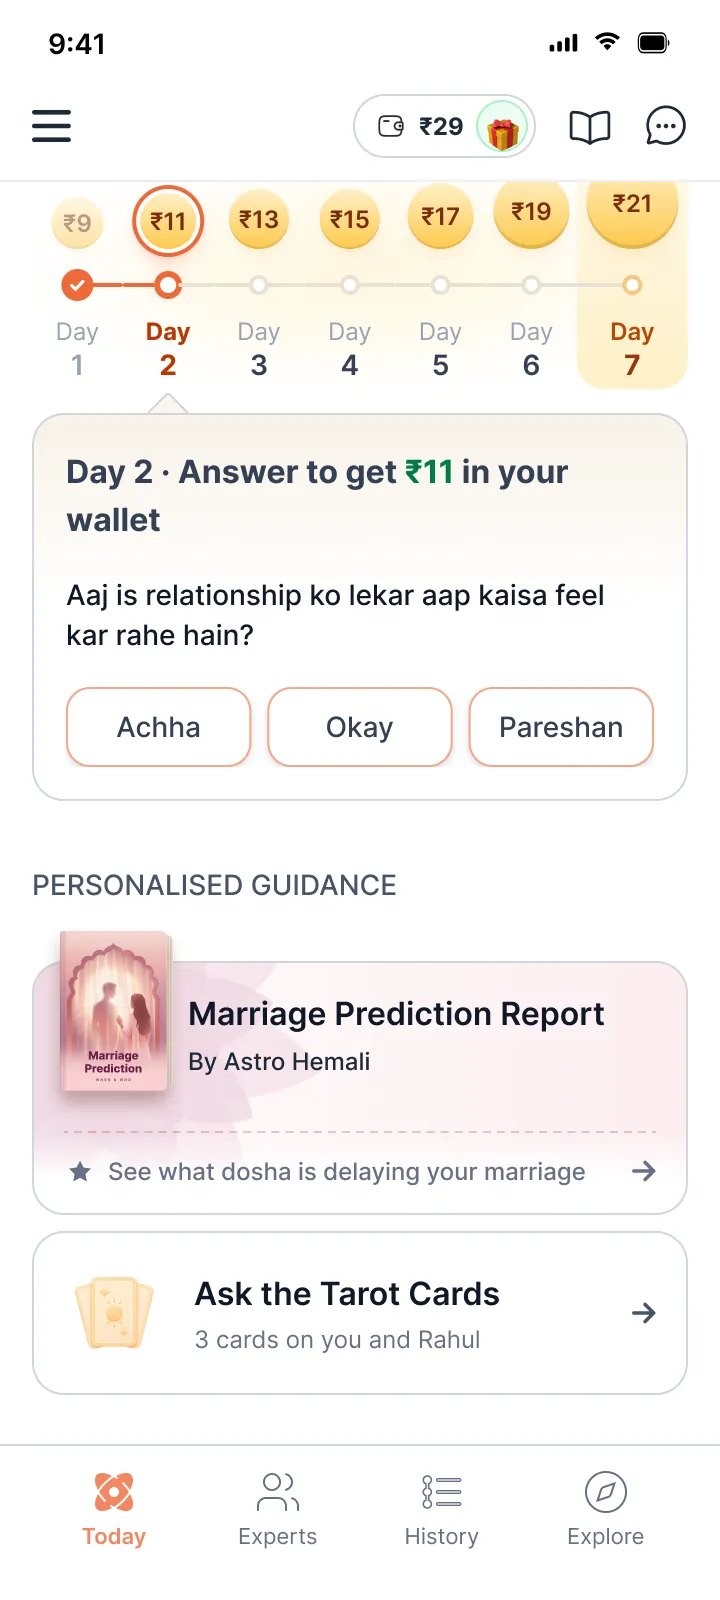 9:41
₹29
₹9 ₹11 ₹13 ₹15 ₹17 ₹19 ₹21
Day Day Day Day Day Day Day
1 2 3 4 5 6 7
Day 2 · Answer to get ₹11 in your
wallet
Aaj is relationship ko lekar aap kaisa feel
kar rahe hain?
Achha Okay Pareshan
PERSONALISED GUIDANCE
Marriage
Prediction
WHEN & WHO
Marriage Prediction Report
By Astro Hemali
See what dosha is delaying your marriage
Ask the Tarot Cards
3 cards on you and Rahul
Today Experts History Explore